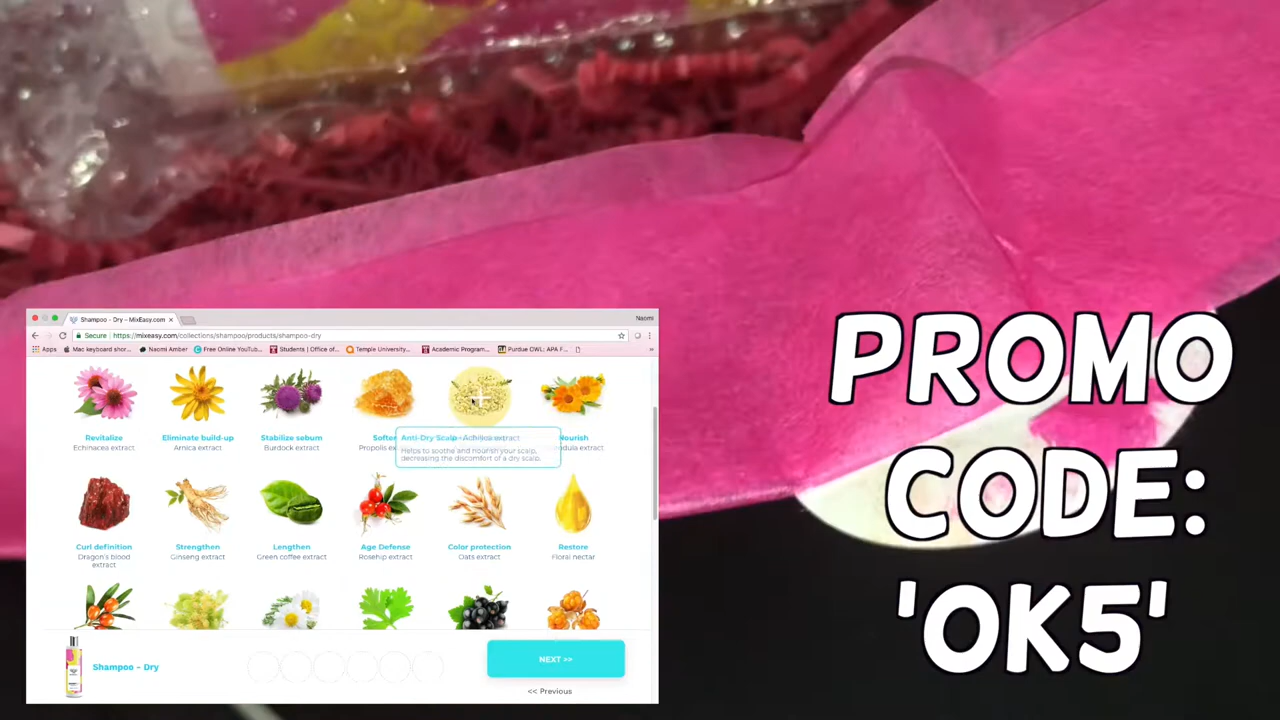 Shampoo - Dry – MixEasy.com
Naomi
Secure
https://mixeasy.com/collections/shampoo/products/shampoo-dry
Apps
Mac keyboard shor...
Naomi Amber
Free Online YouTub...
Students | Office of...
Temple University...
Academic Program...
Purdue OWL: APA F...
»
Revitalize
Echinacea extract
Eliminate build-up
Arnica extract
Stabilize sebum
Burdock extract
Anti-Dry Scalp - Achillea extract
Helps to soothe and nourish your scalp,
decreasing the discomfort of a dry scalp.
Curl definition
Dragon's blood
extract
Strengthen
Ginseng extract
Lengthen
Green coffee extract
Age Defense
Rosehip extract
Color protection
Oats extract
Restore
Floral nectar
Shampoo - Dry
NEXT >>
<< Previous
PROMO
CODE:
'OK5'